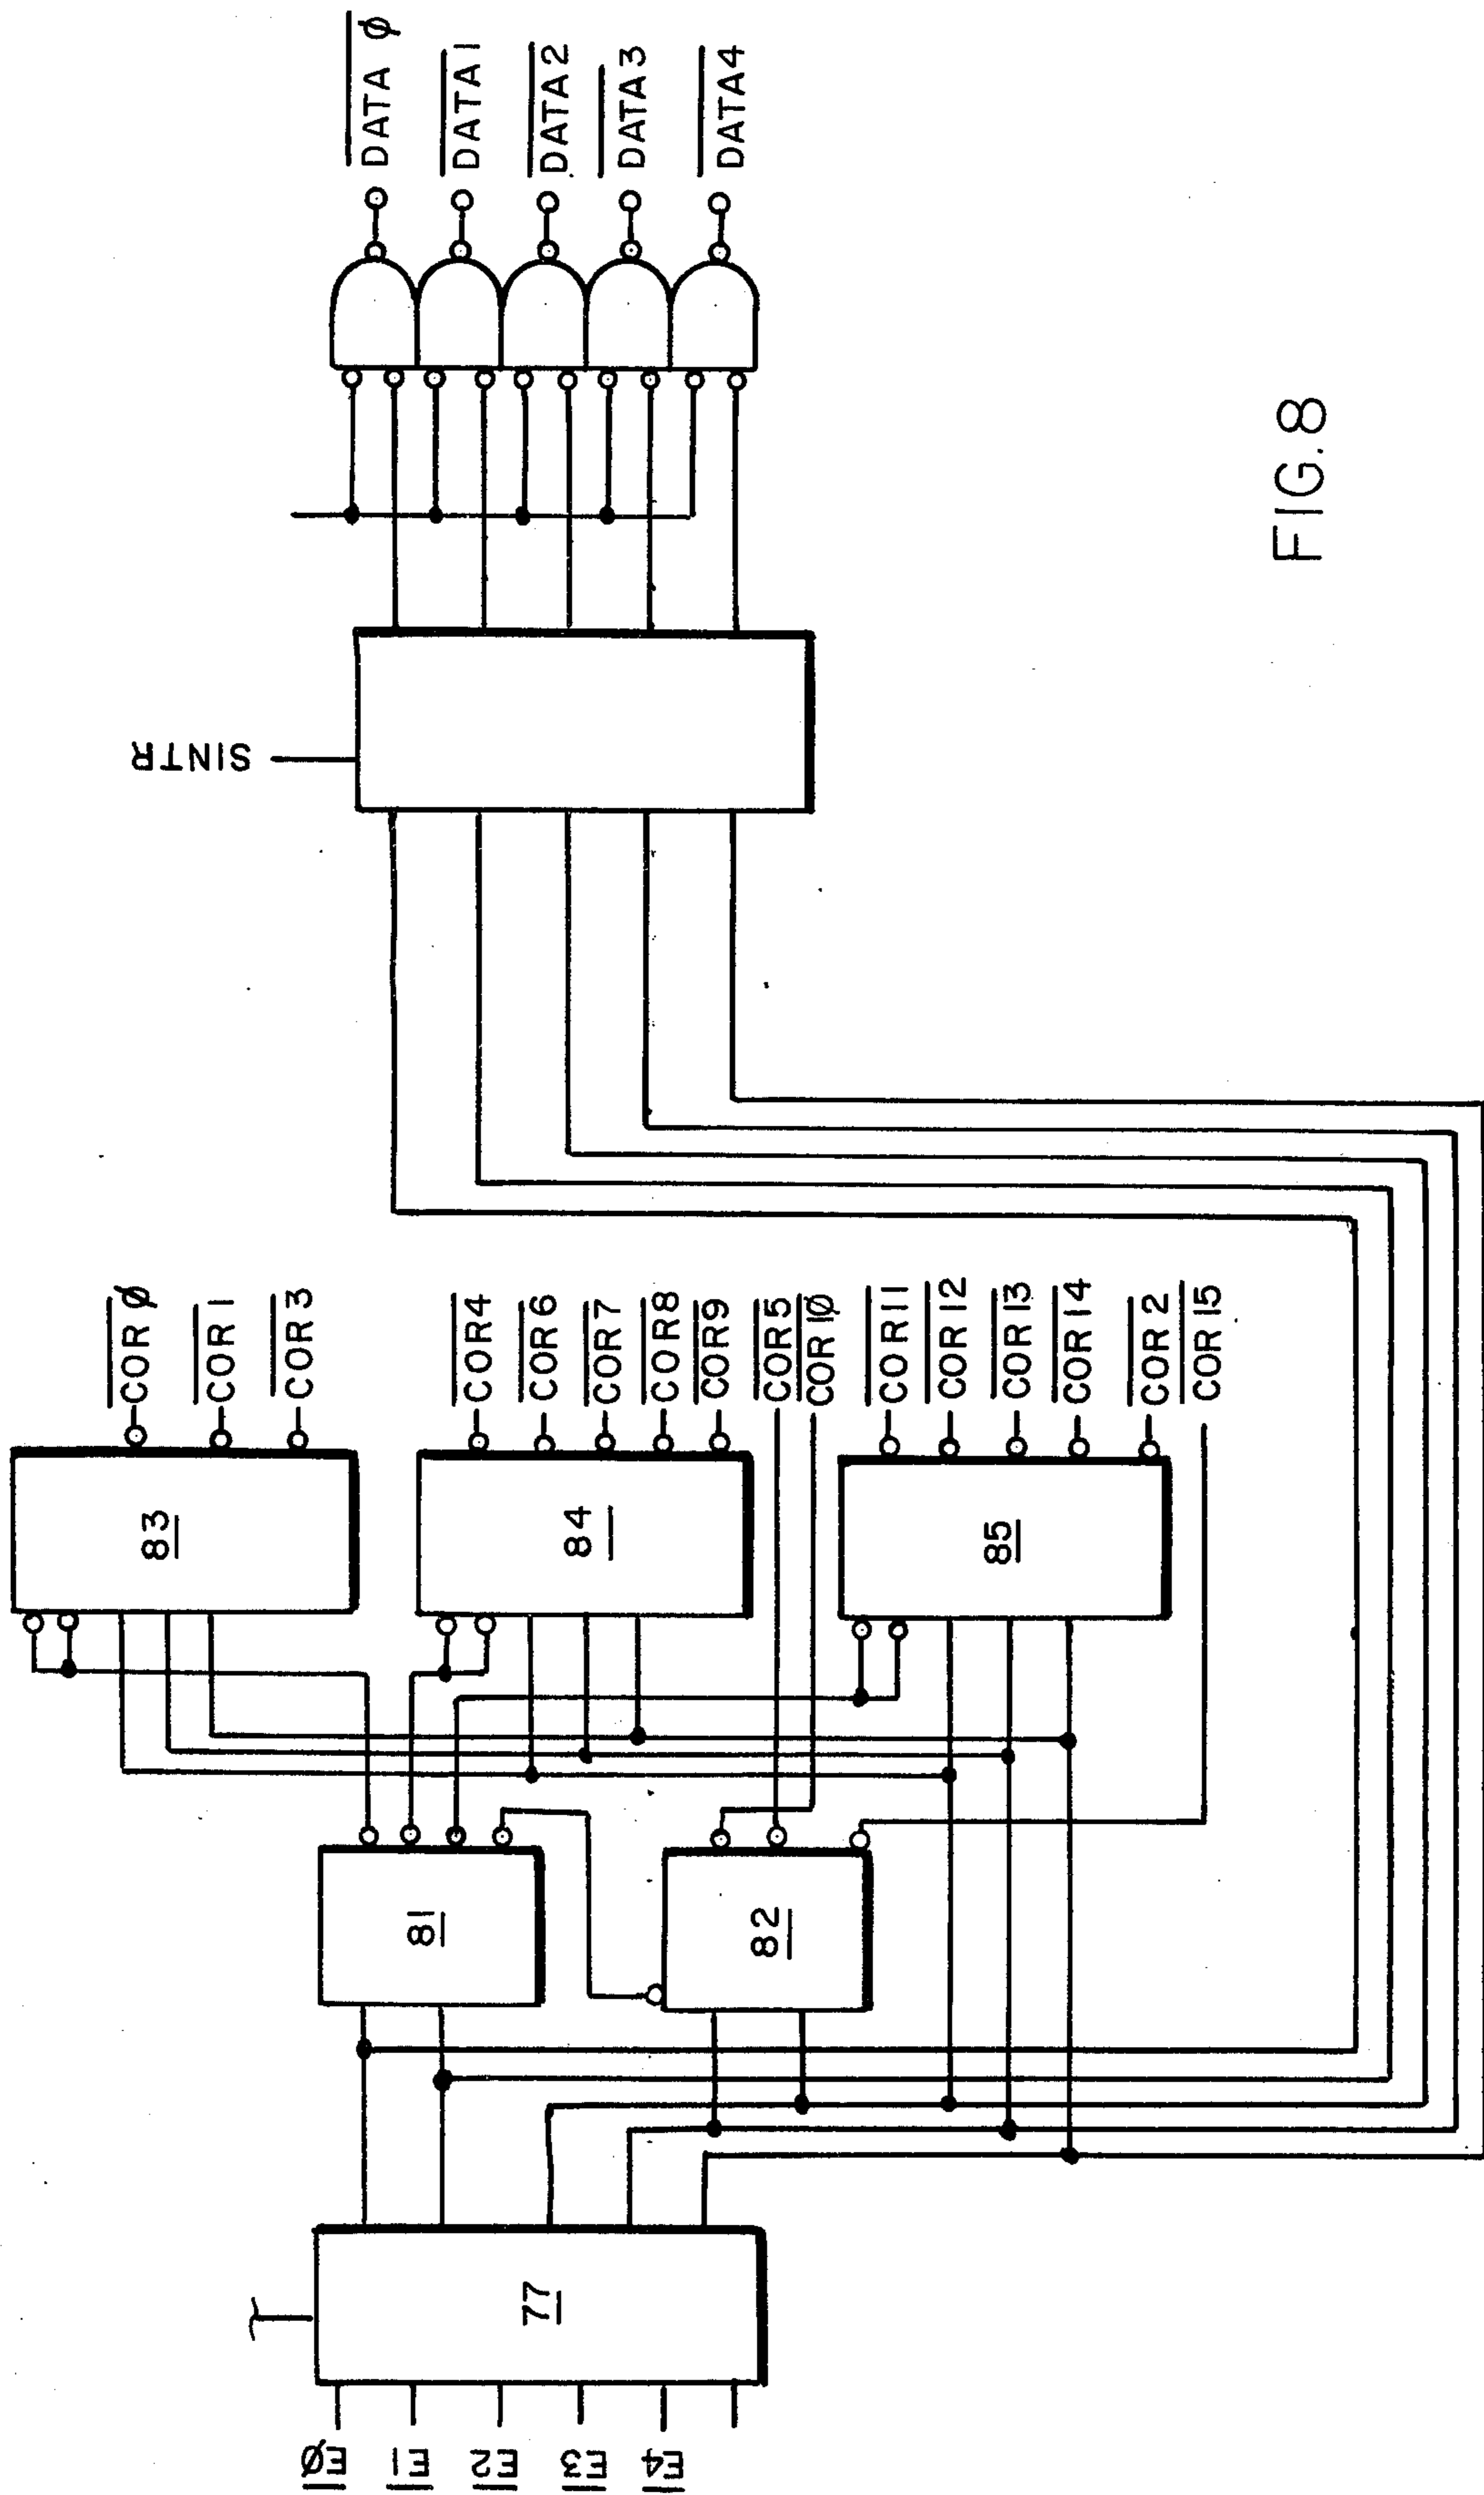 DATA Ø
DATA 1
DATA 2
DATA 3
DATA 4
FIG. 8
SINTR
COR Ø
COR 1
COR 3
COR 4
COR 6
COR 7
COR 8
COR 9
COR 5
COR 1Ø
COR 11
COR 12
COR 13
COR 14
COR 2
COR 15
83
84
85
81
82
77
EØ
E1
E2
E3
E4